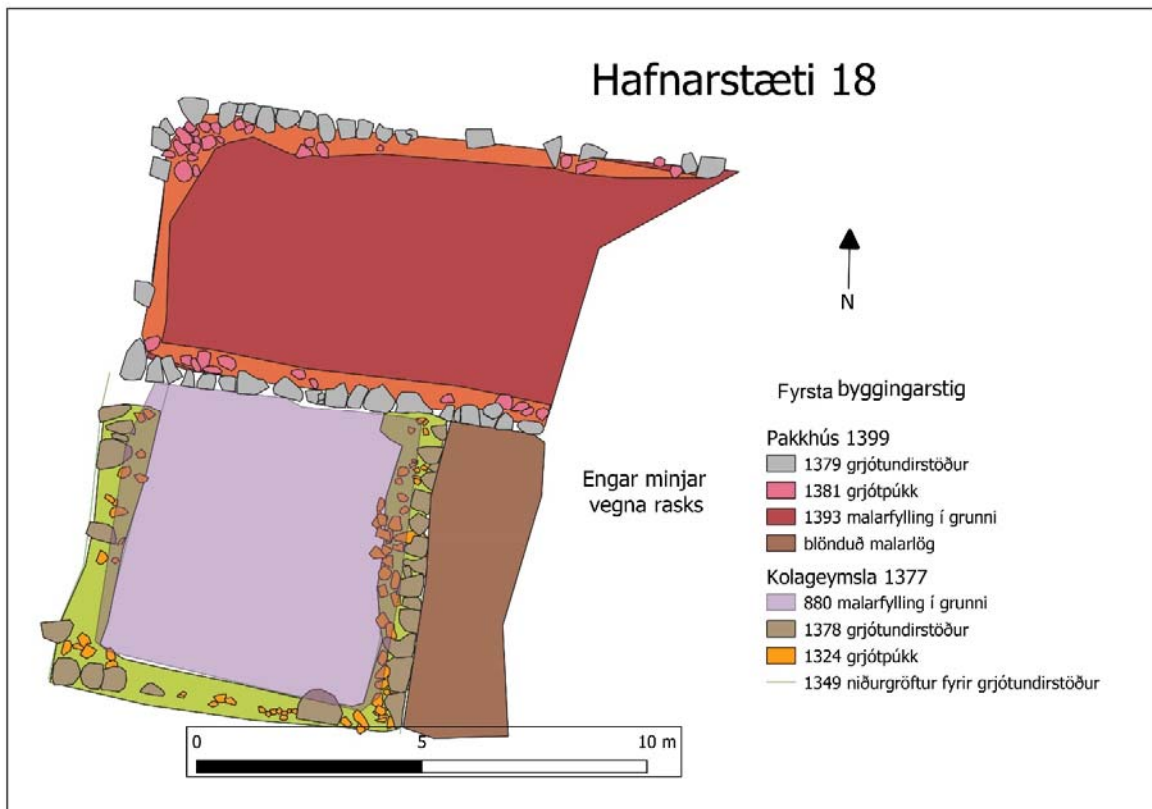 Hafnarstæti 18
N
Engar minjar
vegna rasks
Fyrsta byggingarstig
Pakkhús 1399
1379 grjótundirstöður
1381 grjótpúkk
1393 malarfylling í grunni
blönduð malarlög
Kolageymsla 1377
880 malarfylling í grunni
1378 grjótundirstöður
1324 grjótpúkk
1349 niðurgröftur fyrir grjótundirstöður
0 5 10 m